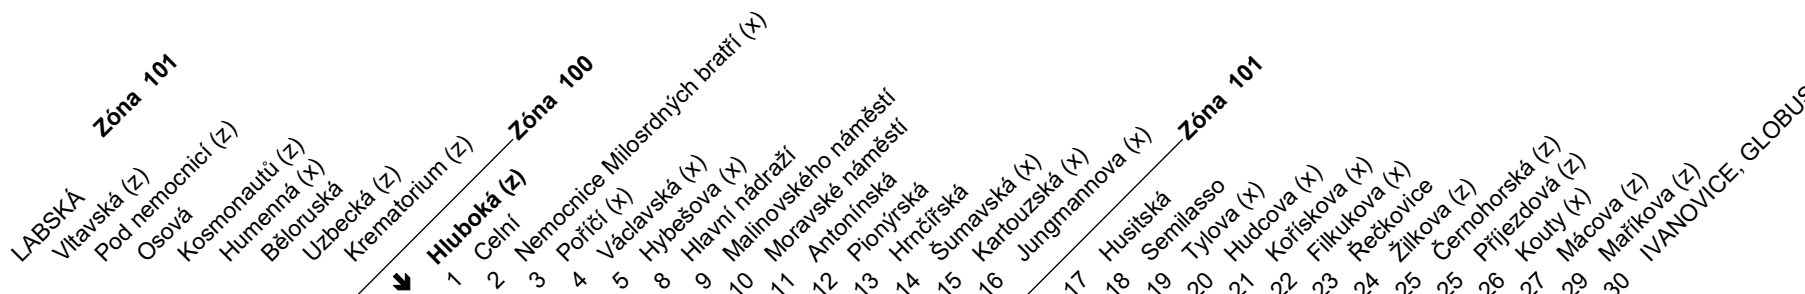 Zóna 101
LABSKÁ
Vltavská (z)
Pod nemocnicí (z)
Osová
Kosmonautů (z)
Humenná (x)
Běloruská
Uzbecká (z)
Krematorium (z)
Zóna 100
Hluboká (z)
1 Celní
2 Nemocnice Milosrdných bratří (x)
3 Poříčí (x)
4 Václavská (x)
5 Hybešova (x)
8 Hlavní nádraží
9 Malinovského náměstí
10 Moravské náměstí
11 Antonínská
12 Pionýrská
13 Hrnčířská
14 Šumavská (x)
15 Kartouzská (x)
16 Jungmannova (x)
Zóna 101
17 Husitská
18 Semilasso
19 Tylova (x)
20 Hudcova (x)
21 Kořískova (x)
22 Filkukova (x)
23 Řečkovice
24 Žilkova (z)
25 Černohorská (z)
25 Příjezdová (z)
26 Kouty (x)
27 Mácova (z)
29 Maříkova (z)
30 IVANOVICE, GLOBUS